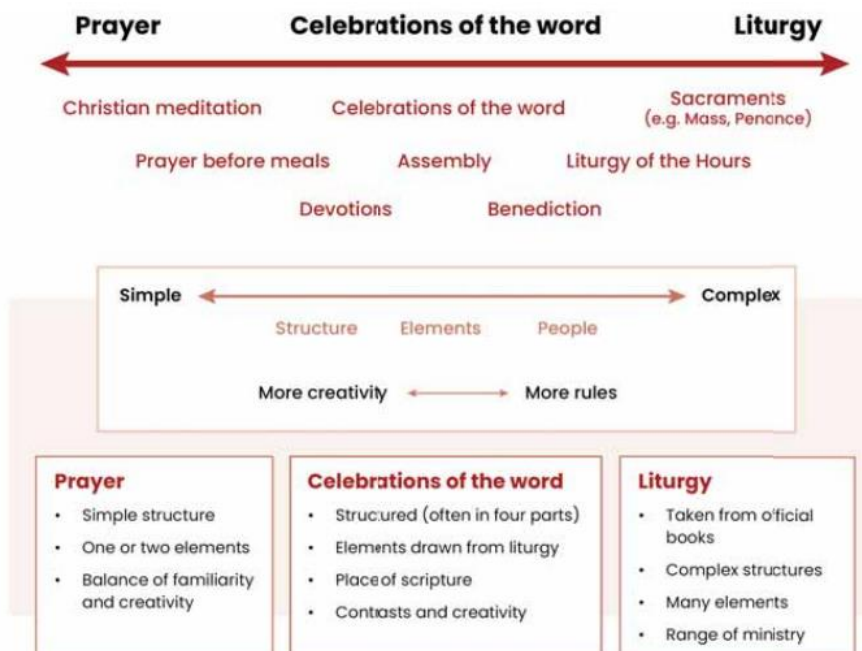 Prayer Celebrations of the word Liturgy
Christian meditation Celebrations of the word Sacraments
(e.g. Mass, Penance)
Prayer before meals Assembly Liturgy of the Hours
Devotions Benediction
Simple Complex
Structure Elements People
More creativity More rules
Prayer
• Simple structure
• One or two elements
• Balance of familiarity
and creativity
Celebrations of the word
• Structured (often in four parts)
• Elements drawn from liturgy
• Place of scripture
• Contrasts and creativity
Liturgy
• Taken from official
books
• Complex structures
• Many elements
• Range of ministry